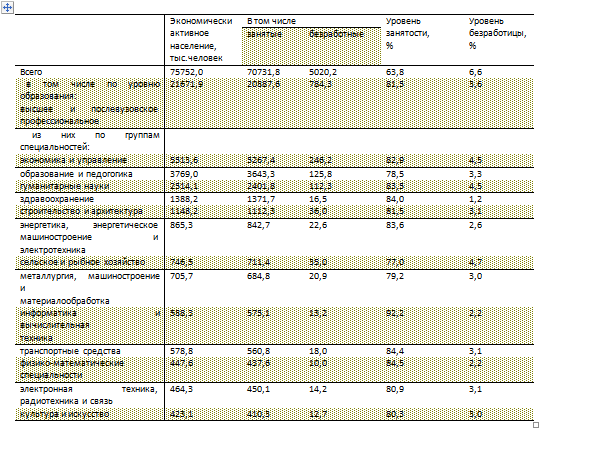 Экономически В том числе Уровень Уровень
активное занятые безработные занятости, безработицы,
население, % %
тыс.человек
Всего 75752,0 70731,8 5020,2 63,8 6,6
в том числе по уровню 21671,9 20887,6 784,3 81,5 3,6
образования:
высшее и послевузовское
профессиональное
из них по группам
специальностей:
экономика и управление 5513,6 5267,4 246,2 82,9 4,5
образование и педогогика 3769,0 3643,3 125,8 78,5 3,3
гуманитарные науки 2514,1 2401,8 112,3 83,5 4,5
здравоохранение 1388,2 1371,7 16,5 84,0 1,2
строительство и архитектура 1148,2 1112,3 36,0 81,5 3,1
энергетика, энергетическое 865,3 842,7 22,6 83,6 2,6
машиностроение и
электротехника
сельское и рыбное хозяйство 746,5 711,4 35,0 77,0 4,7
металлургия, машиностроение 705,7 684,8 20,9 79,2 3,0
и
материалообработка
информатика и 588,3 575,1 13,2 92,2 2,2
вычислительная
техника
транспортные средства 578,8 560,8 18,0 84,4 3,1
физико-математические 447,6 437,6 10,0 84,5 2,2
специальности
электронная техника, 464,3 450,1 14,2 80,9 3,1
радиотехника и связь
культура и искусство 423,1 410,3 12,7 80,3 3,0